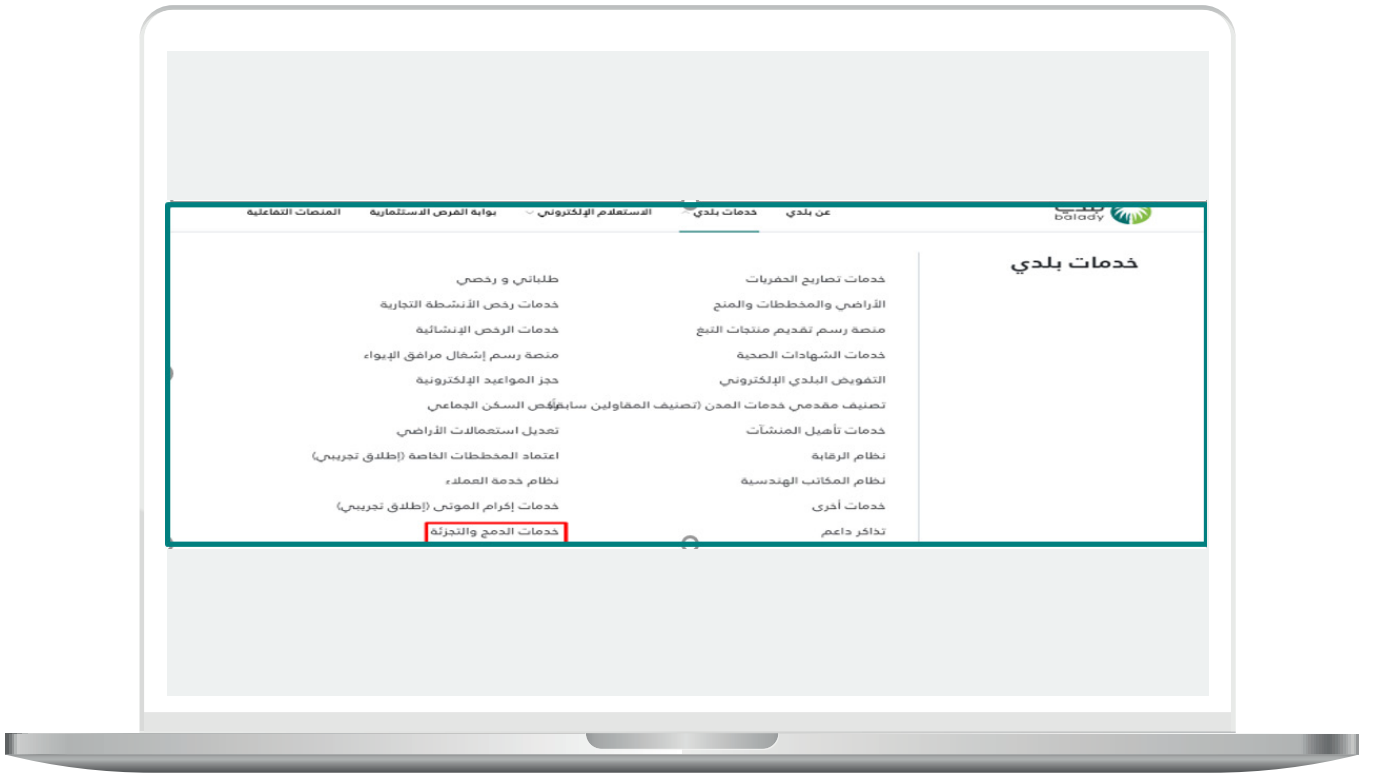 بلدي
balady
عن بلدي
خدمات بلدي
الاستعلام الإلكتروني
بوابة الفرص الاستثمارية
المنصات التفاعلية
خدمات بلدي
خدمات تصاريح الحفريات
الأراضي والمخططات والمنح
منصة رسم تقديم منتجات التبغ
خدمات الشهادات الصحية
التفويض البلدي الإلكتروني
تصنيف مقدمي خدمات المدن (تصنيف المقاولين سابقاً
خدمات تأهيل المنشآت
نظام الرقابة
نظام المكاتب الهندسية
خدمات أخرى
تذاكر داعم
طلباتي و رخصي
خدمات رخص الأنشطة التجارية
خدمات الرخص الإنشائية
منصة رسم إشغال مرافق الإيواء
حجز المواعيد الإلكترونية
السكن الجماعي
تعديل استعمالات الأراضي
اعتماد المخططات الخاصة (إطلاق تجريبي)
نظام خدمة العملاء
خدمات إكرام الموتى (إطلاق تجريبي)
خدمات الدمج والتجزئة